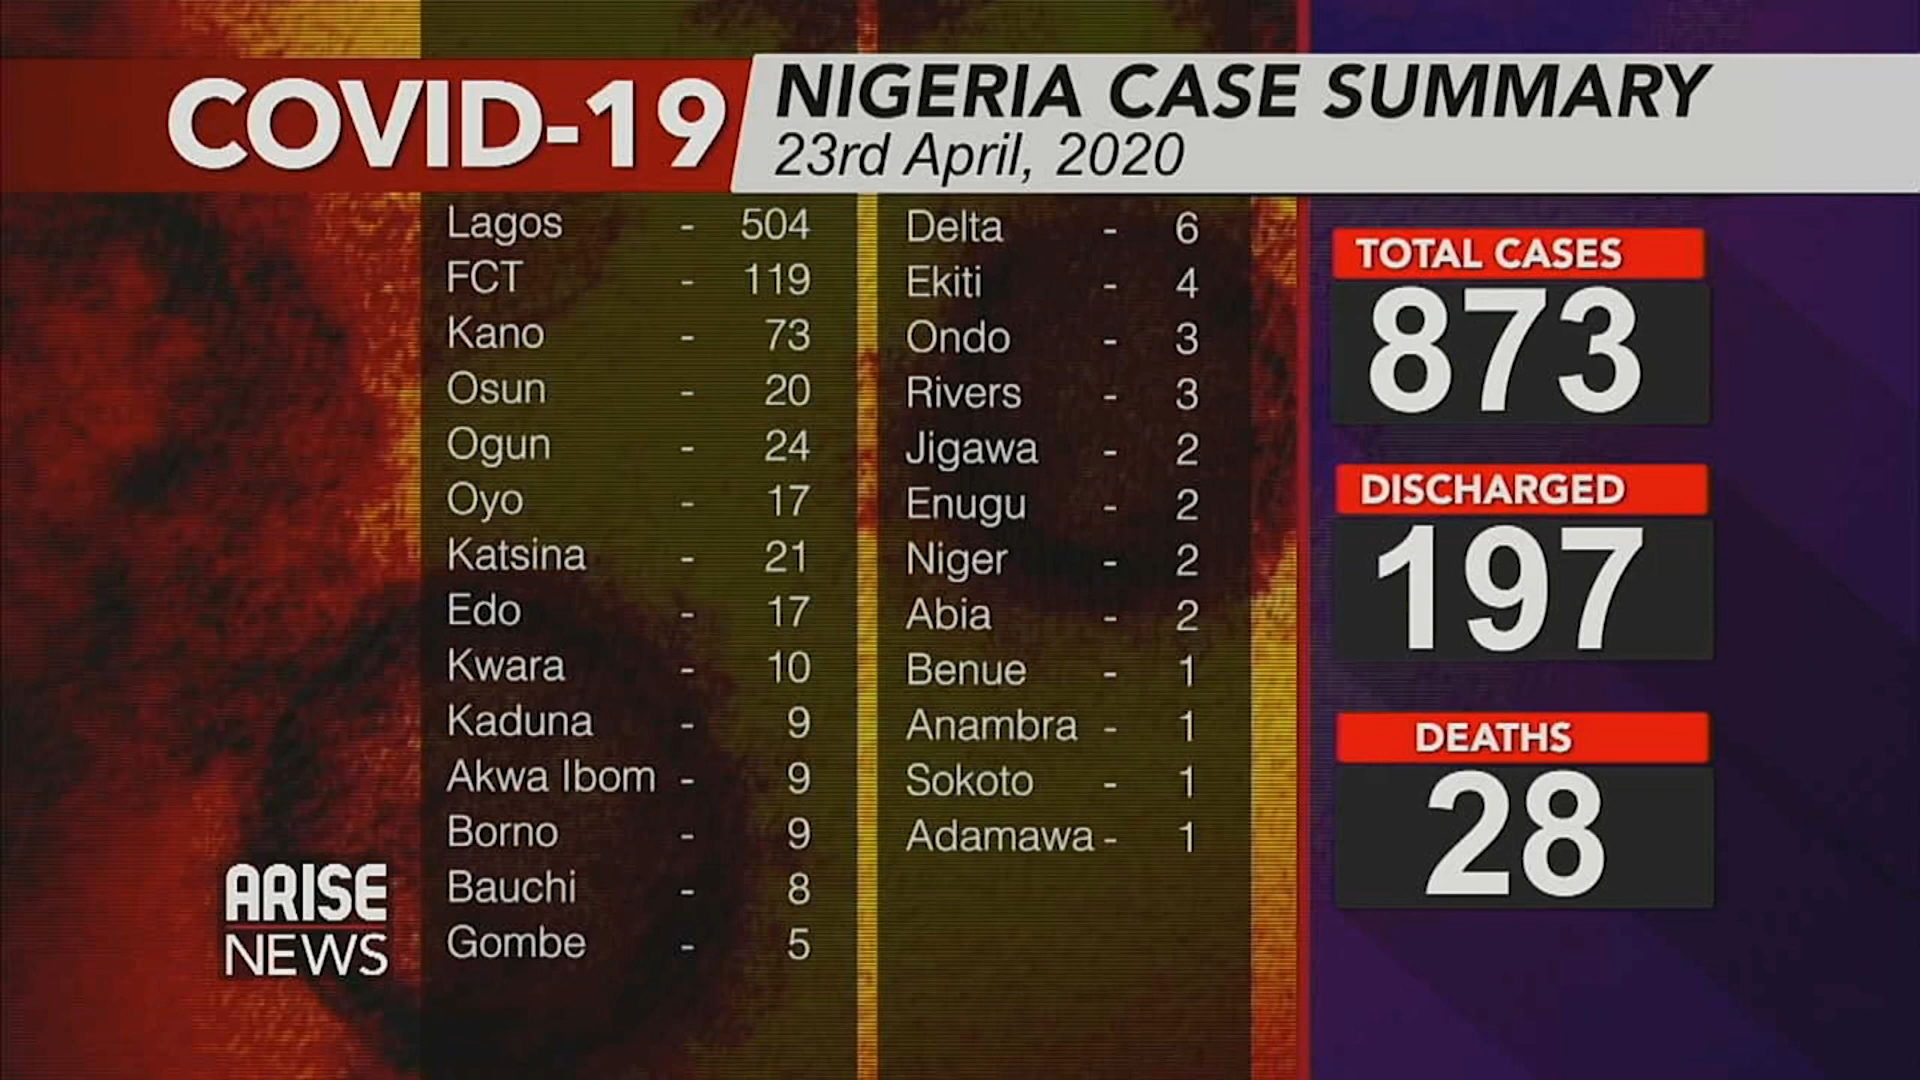 COVID-19
NIGERIA CASE SUMMARY
23rd April, 2020
Lagos - 504
FCT - 119
Kano - 73
Osun - 20
Ogun - 24
Oyo - 17
Katsina - 21
Edo - 17
Kwara - 10
Kaduna - 9
Akwa Ibom - 9
Borno - 9
Bauchi - 8
Gombe - 5
Delta - 6
Ekiti - 4
Ondo - 3
Rivers - 3
Jigawa - 2
Enugu - 2
Niger - 2
Abia - 2
Benue - 1
Anambra - 1
Sokoto - 1
Adamawa - 1
TOTAL CASES
873
DISCHARGED
197
DEATHS
28
ARISE
NEWS